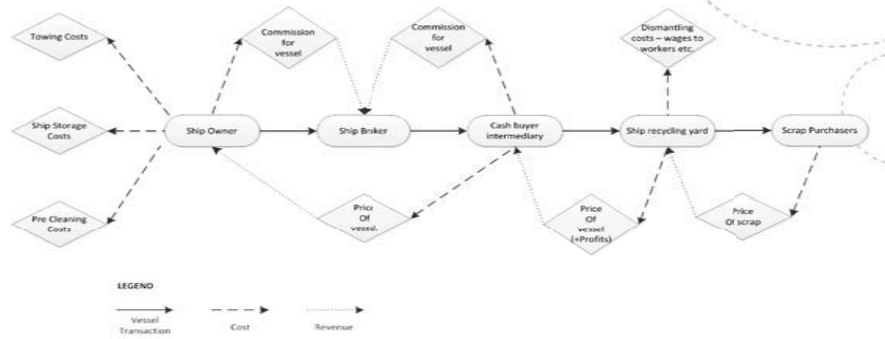 Towing Costs
Commission
for
vessel
Commission
for
vessel
Dismantling
costs – wages to
workers etc.
Ship Storage
Costs
Ship Owner
Ship Broker
Cash buyer
intermediary
Ship recycling yard
Scrap Purchasers
Pre Cleaning
Costs
Price
Of
vessel
Price
Of
vessel
(+Profits)
Price
Of scrap
LEGEND
Vessel
Transaction
Cost
Revenue